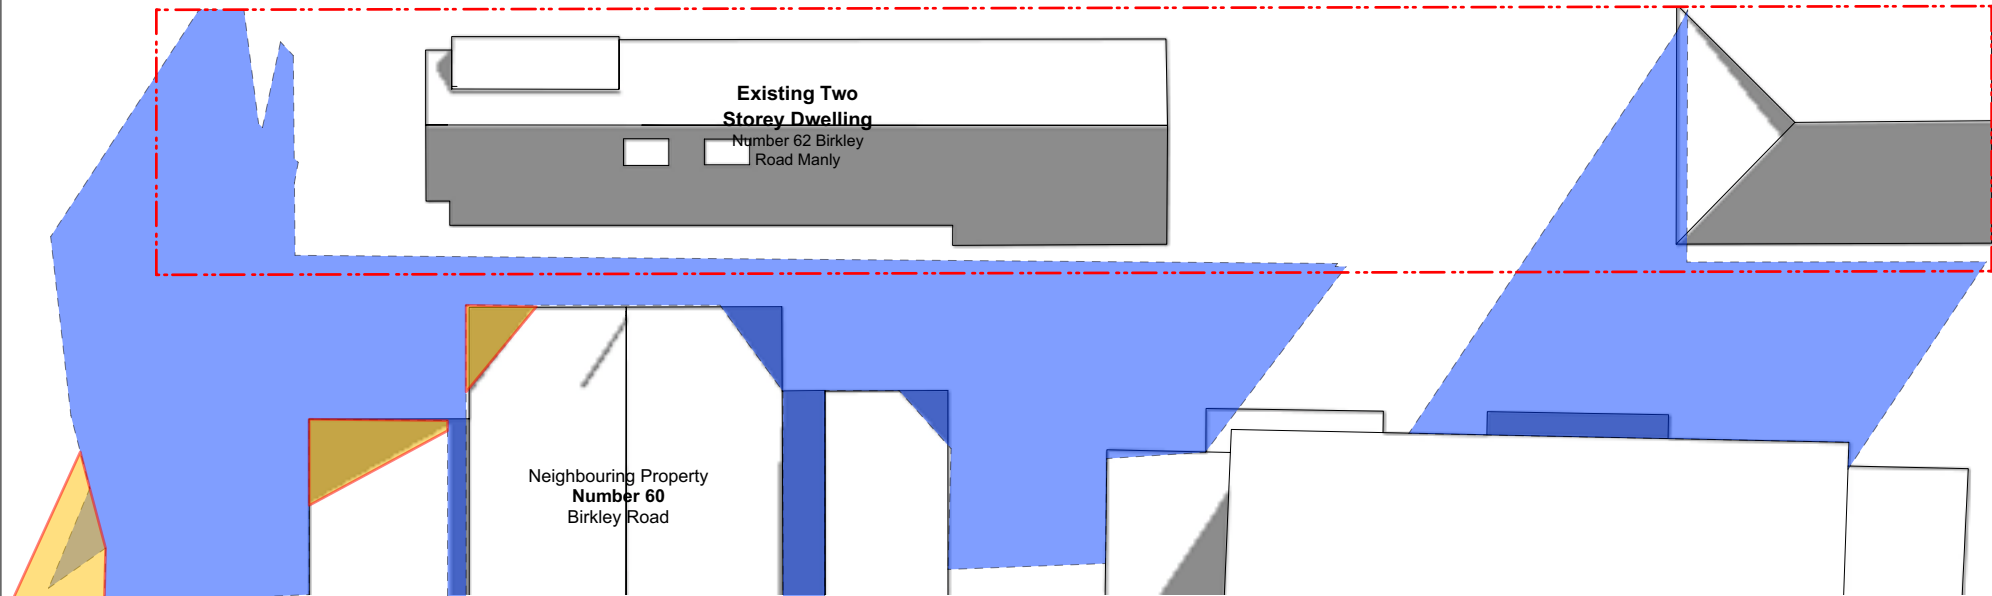 Existing Two
Storey Dwelling
Number 62 Birkley
Road Manly
Neighbouring Property
Number 60
Birkley Road